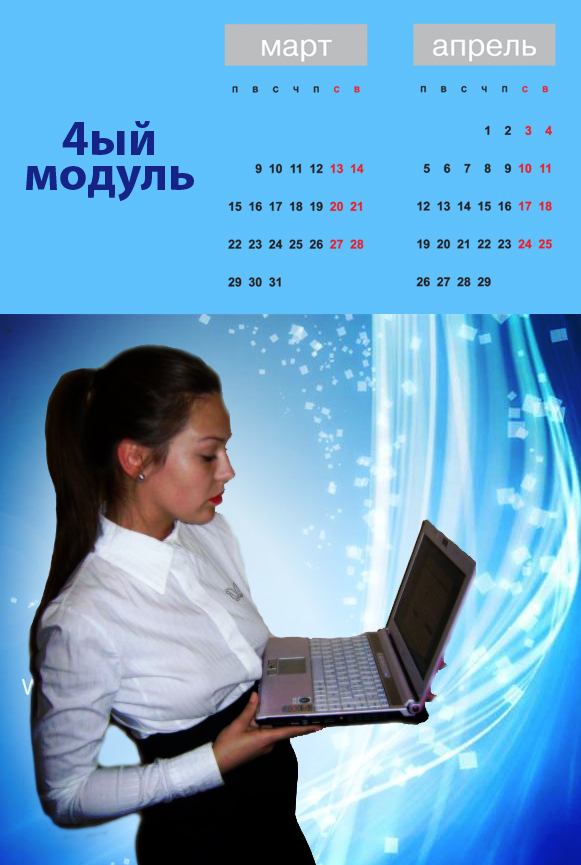 март
п в с ч п с в
9 10 11 12 13 14
15 16 17 18 19 20 21
22 23 24 25 26 27 28
29 30 31
апрель
п в с ч п с в
1 2 3 4
5 6 7 8 9 10 11
12 13 14 15 16 17 18
19 20 21 22 23 24 25
26 27 28 29
4ый
модуль